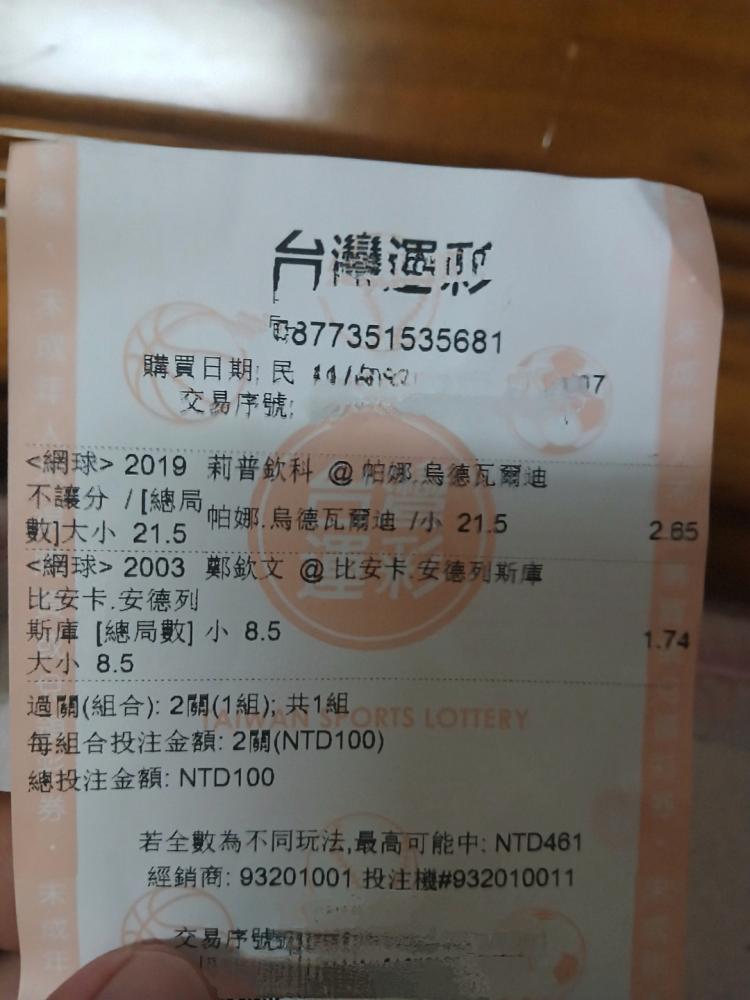 台灣運彩
877351535681
購買日期: 民
交易序號:
<網球> 2019 莉普欽科 @ 帕娜.烏德瓦爾迪
不讓分 / [總局數]大小 21.5 帕娜.烏德瓦爾迪 /小 21.5 2.65
<網球> 2003 鄭欽文 @ 比安卡.安德列斯庫
比安卡.安德列
斯庫 [總局數] 小 8.5 1.74
大小 8.5
過關(組合): 2關(1組); 共1組
TAIWAN SPORTS LOTTERY
每組合投注金額: 2關(NTD100)
總投注金額: NTD100
若全數為不同玩法,最高可能中: NTD461
經銷商: 93201001 投注機#932010011
交易序號